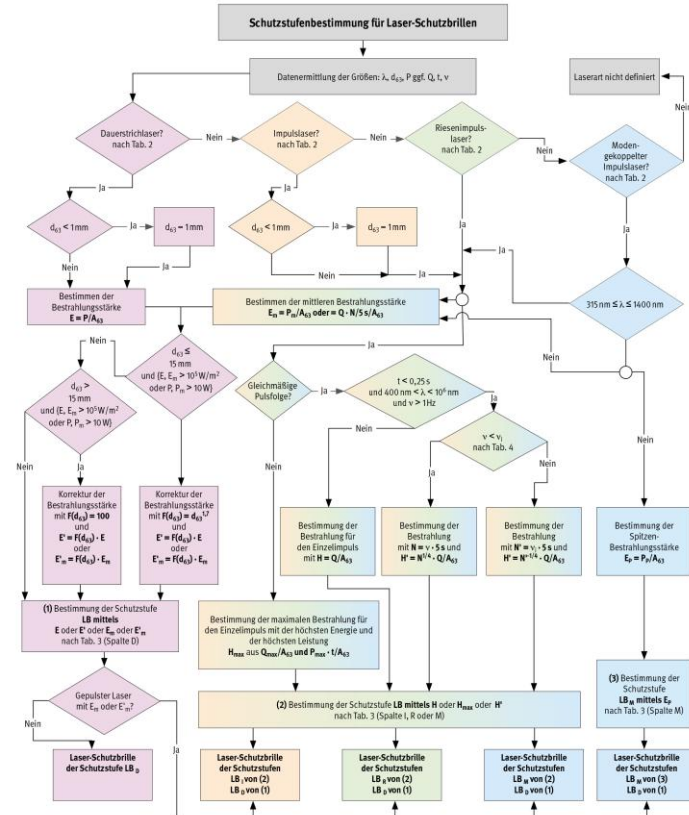 Schutzstufenbestimmung für Laser-Schutzbrillen
Datenermittlung der Größen: λ, d₆₃, P ggf. Q, t, ν
Laserart nicht definiert
Dauerstrichlaser?
nach Tab. 2
Nein
Impulslaser?
nach Tab. 2
Nein
Riesenimpuls-
laser?
nach Tab. 2
Nein
Moden-
gekoppelter
Impulslaser?
nach Tab. 2
Nein
Ja
Ja
Ja
Ja
d₆₃ < 1mm
Ja
d₆₃ = 1mm
d₆₃ < 1mm
Ja
d₆₃ = 1mm
Nein
Ja
Nein
Ja
Ja
315 nm ≤ λ ≤ 1400 nm
Bestimmen der
Bestrahlungsstärke
E = P/A₆₃
Bestimmen der mittleren Bestrahlungsstärke
Eₘ = Pₘ/A₆₃ oder = Q · N/5 s/A₆₃
Nein
Nein
Ja
d₆₃ >
15 mm
und {E, Eₘ > 10⁵ W/m²
oder P, Pₘ > 10 W}
d₆₃ ≤
15 mm
und {E, Eₘ > 10⁵ W/m²
oder P, Pₘ > 10 W}
Gleichmäßige
Pulsfolge?
Ja
t < 0,25 s
und 400 nm < λ < 10⁶ nm
und ν > 1Hz
Ja
Nein
ν < νᵢ
nach Tab. 4
Nein
Ja
Ja
Nein
Ja
Nein
Nein
Korrektur der
Bestrahlungsstärke
mit F(d₆₃) = 100
und
E' = F(d₆₃) · E
oder
E'ₘ = F(d₆₃) · Eₘ
Korrektur der
Bestrahlungsstärke
mit F(d₆₃) = d₆₃¹·⁷
und
E' = F(d₆₃) · E
oder
E'ₘ = F(d₆₃) · Eₘ
Bestimmung der
Bestrahlung für
den Einzelimpuls
mit H = Q/A₆₃
Bestimmung der
Bestrahlung
mit N = ν · 5 s und
H' = N¹/⁴ · Q/A₆₃
Bestimmung der
Bestrahlung
mit N' = νᵢ · 5 s und
Bestimmung der
Spitzen-
Bestrahlungsstärke
Eₚ = Pₚ/A₆₃
(1) Bestimmung der Schutzstufe
LB mittels
E oder E' oder Eₘ oder E'ₘ
nach Tab. 3 (Spalte D)
Bestimmung der maximalen Bestrahlung für
den Einzelimpuls mit der höchsten Energie und
der höchsten Leistung
Hₘₐₓ aus Qₘₐₓ/A₆₃ und Pₘₐₓ · t/A₆₃
Gepulster Laser
mit Eₘ oder E'ₘ?
Nein
Ja
(2) Bestimmung der Schutzstufe LB mittels H oder Hₘₐₓ oder H'
nach Tab. 3 (Spalte I, R oder M)
(3) Bestimmung der
Schutzstufe
LB M mittels Eₚ
nach Tab. 3 (Spalte M)
Laser-Schutzbrille
der Schutzstufe LB D
Laser-Schutzbrille
der Schutzstufen
LB I von (2)
LB D von (1)
Laser-Schutzbrille
der Schutzstufen
LB R von (2)
LB D von (1)
Laser-Schutzbrille
der Schutzstufen
LB M von (2)
LB D von (1)
Laser-Schutzbrille
der Schutzstufen
LB M von (3)
LB D von (1)